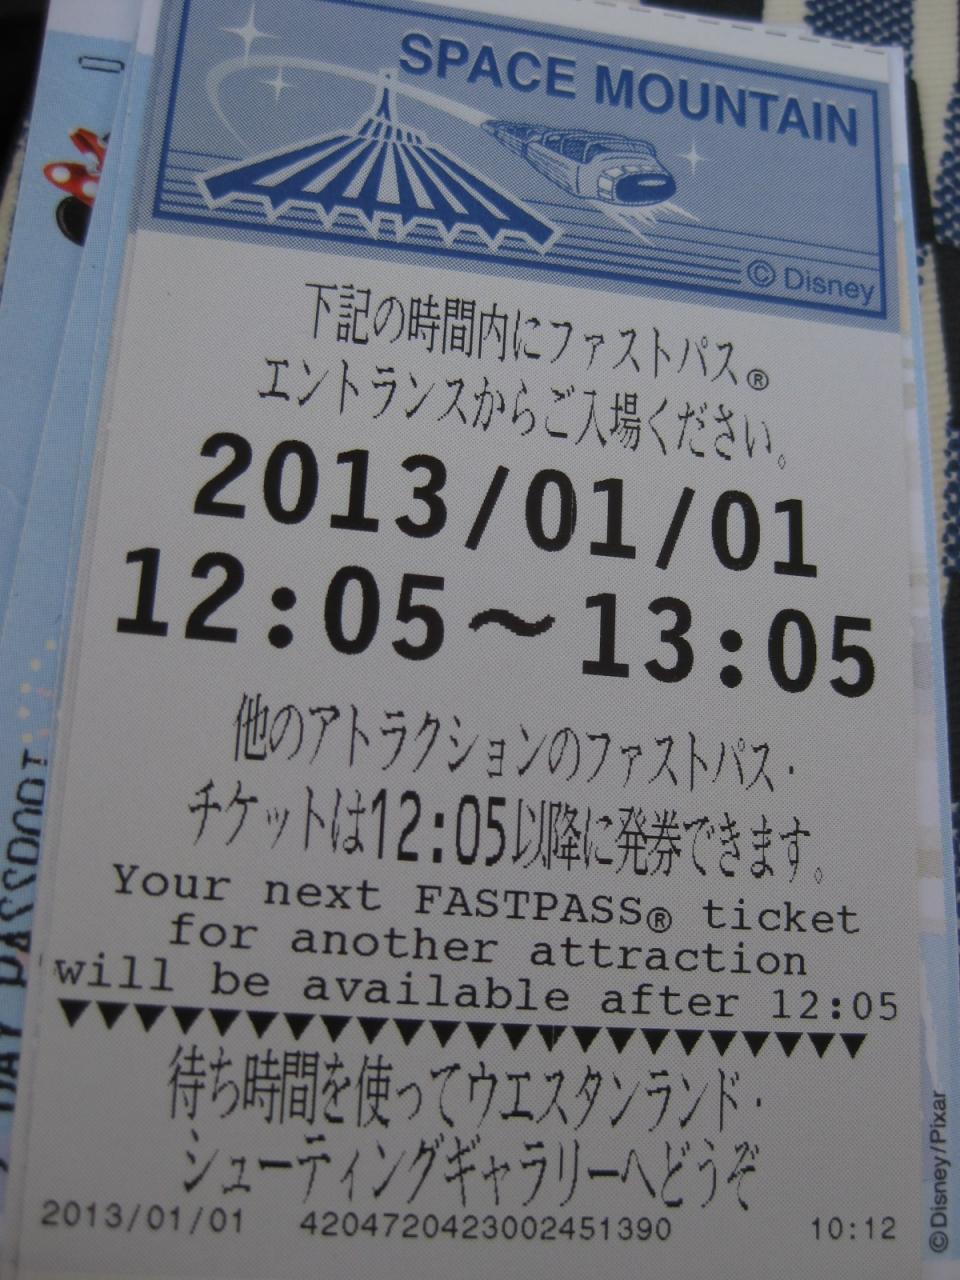 SPACE MOUNTAIN
© Disney
下記の時間内にファストパス®
エントランスからご入場ください。
2013/01/01
12:05～13:05
他のアトラクションのファストパス・
チケットは12:05以降に発券できます。
Your next FASTPASS® ticket
for another attraction
will be available after 12:05
▼▼▼▼▼▼▼▼▼▼▼▼▼▼▼▼▼▼▼▼▼
待ち時間を使ってウエスタンランド・
シューティングギャラリーへどうぞ
2013/01/01 4204720423002451390 10:12
©Disney/Pixar
DAY PASSPORT